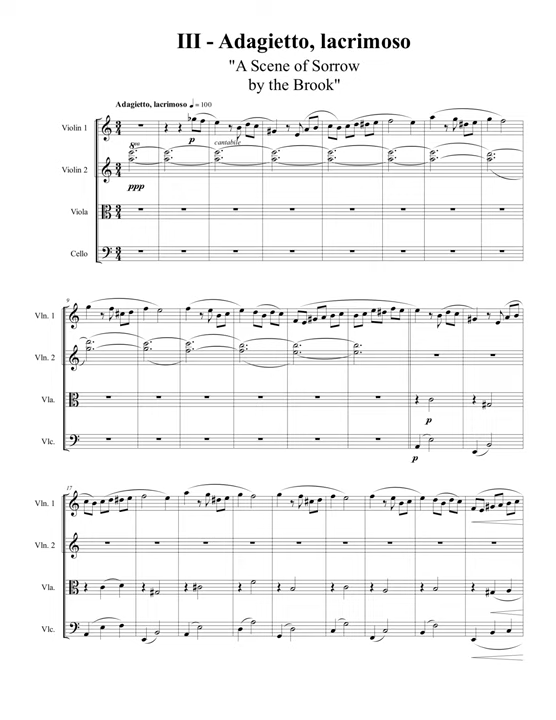 III - Adagietto, lacrimoso
"A Scene of Sorrow
by the Brook"
Adagietto, lacrimoso ♩ = 100
Violin 1
p
cantabile
8va
Violin 2
ppp
Viola
Cello
9
Vln. 1
Vln. 2
Vla.
p
Vlc.
p
17
Vln. 1
Vln. 2
Vla.
Vlc.